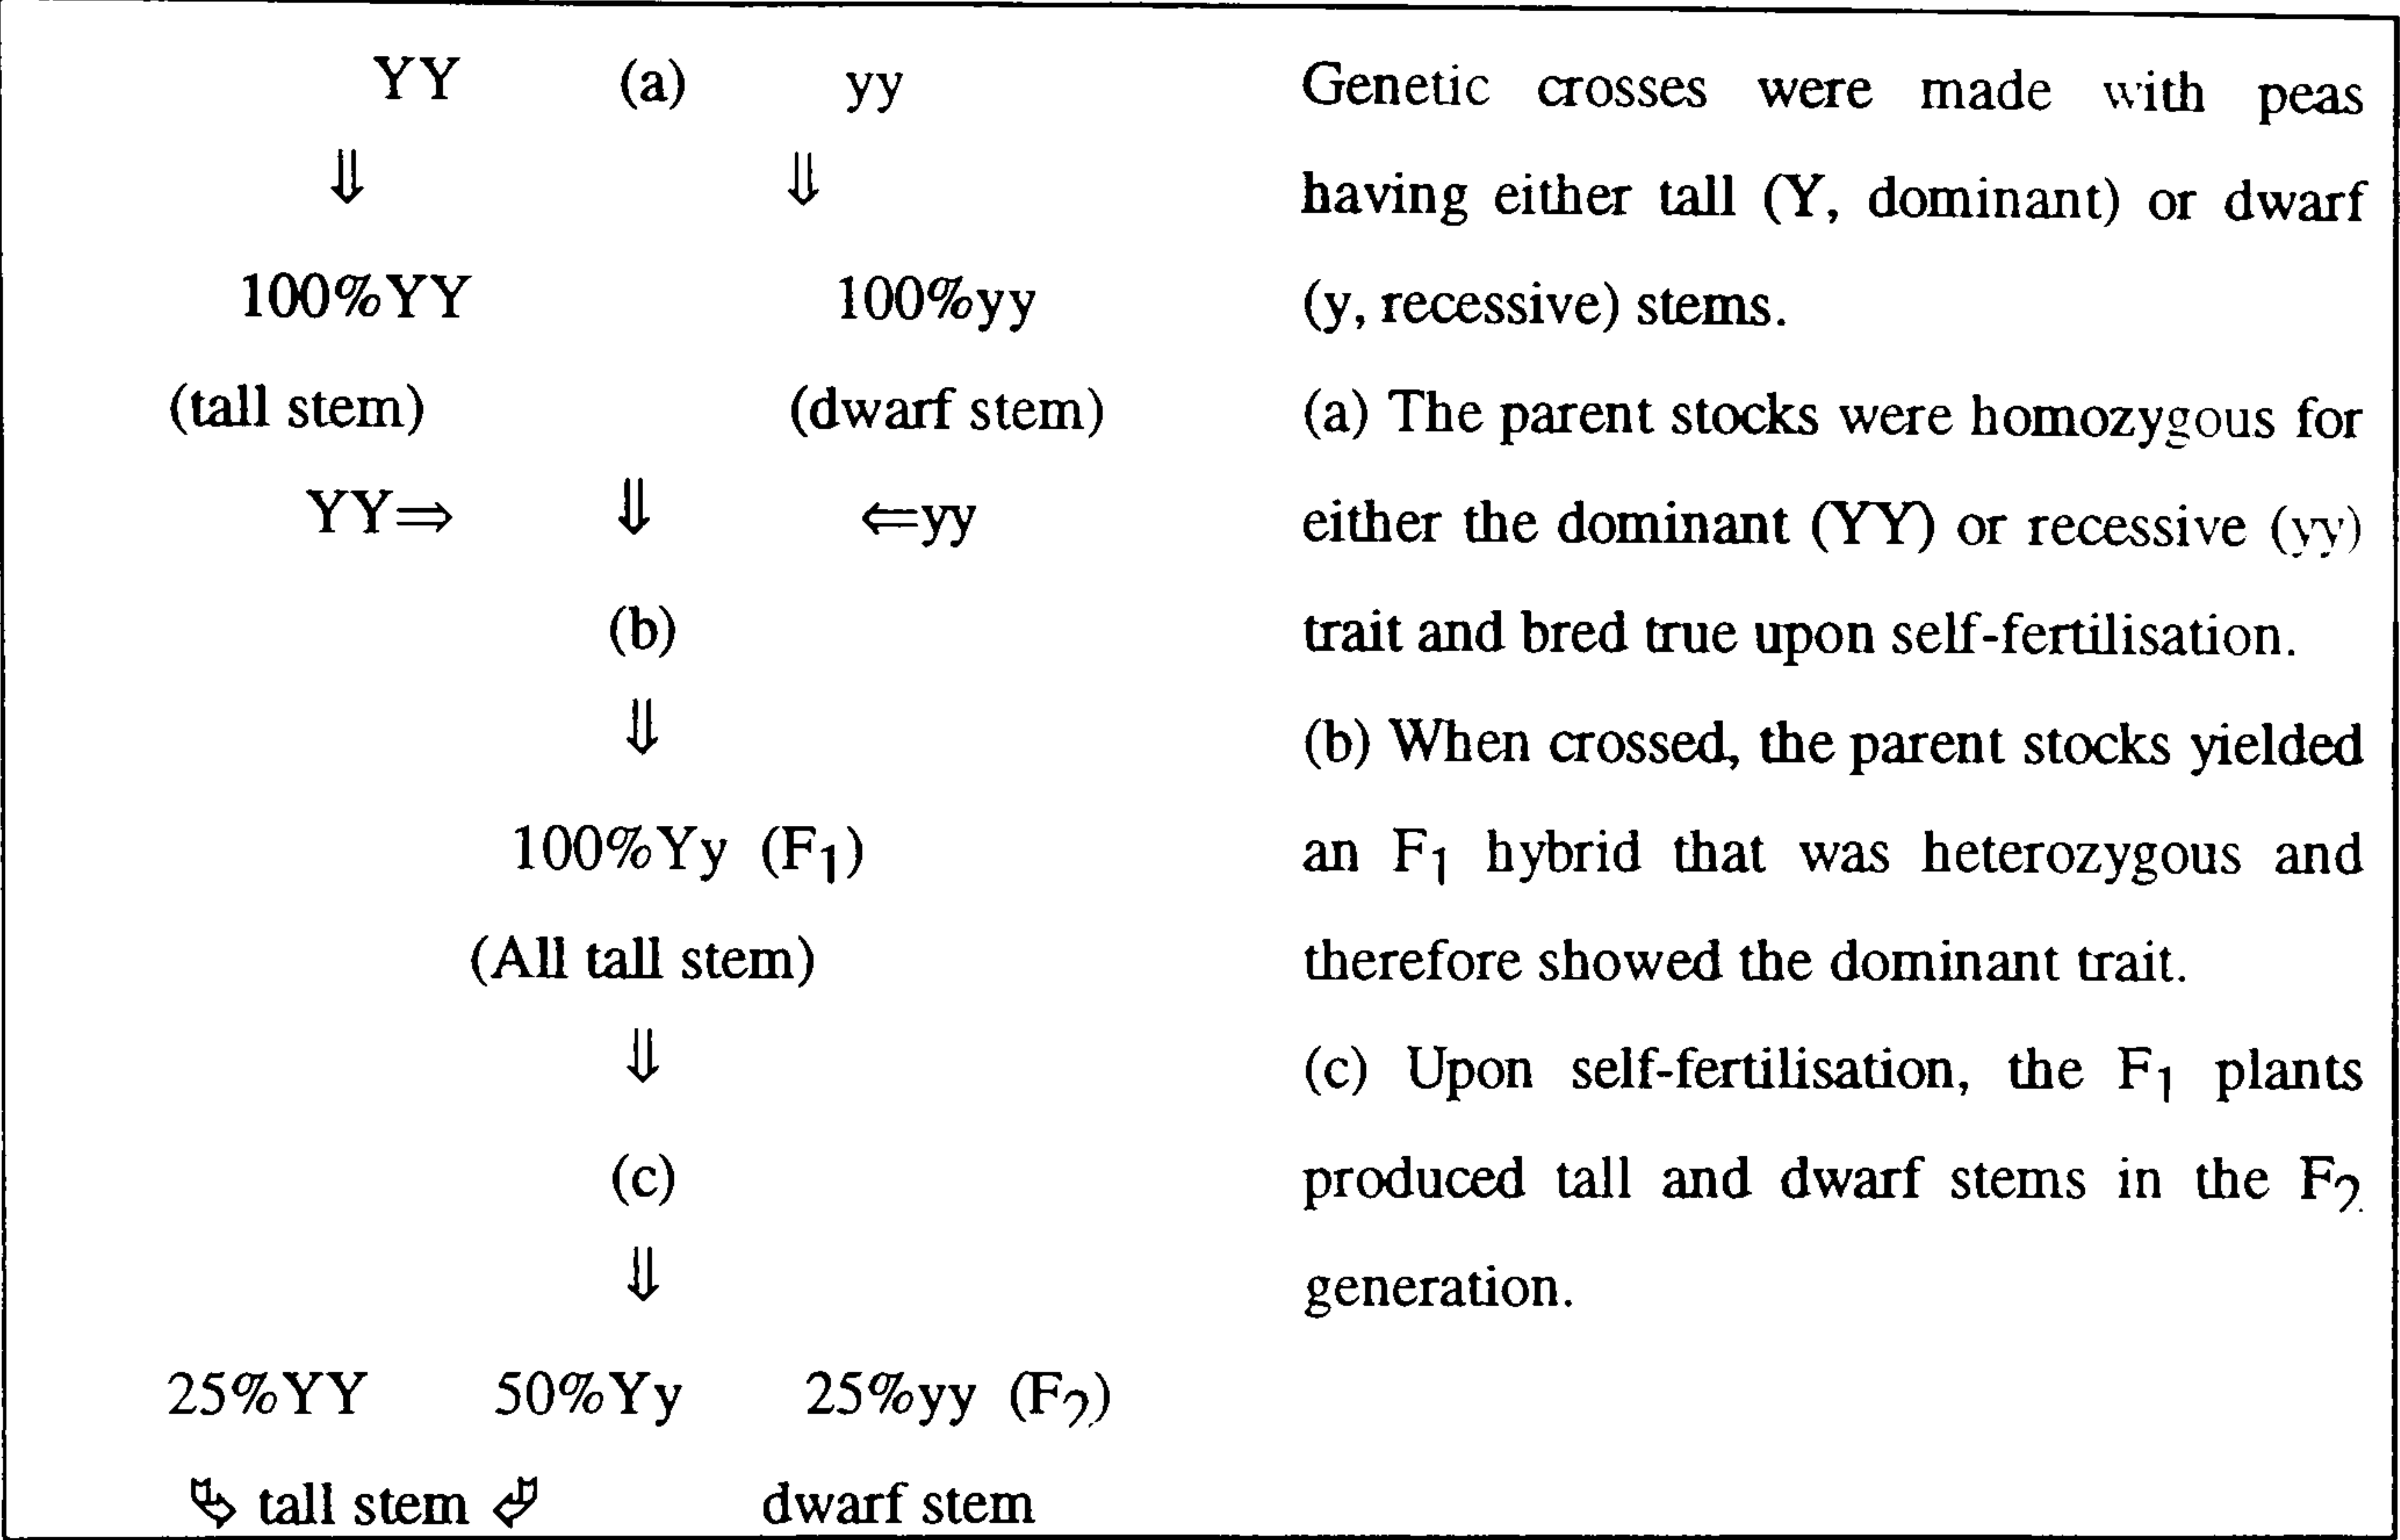 YY (a) yy
⇓ ⇓
100%YY 100%yy
(tall stem) (dwarf stem)
YY⇒ ⇓ ⇐yy
(b)
⇓
100%Yy (F₁)
(All tall stem)
⇓
(c)
⇓
25%YY 50%Yy 25%yy (F₂)
tall stem dwarf stem
Genetic crosses were made with peas
having either tall (Y, dominant) or dwarf
(y, recessive) stems.
(a) The parent stocks were homozygous for
either the dominant (YY) or recessive (yy)
trait and bred true upon self-fertilisation.
(b) When crossed, the parent stocks yielded
an F₁ hybrid that was heterozygous and
therefore showed the dominant trait.
(c) Upon self-fertilisation, the F₁ plants
produced tall and dwarf stems in the F₂
generation.